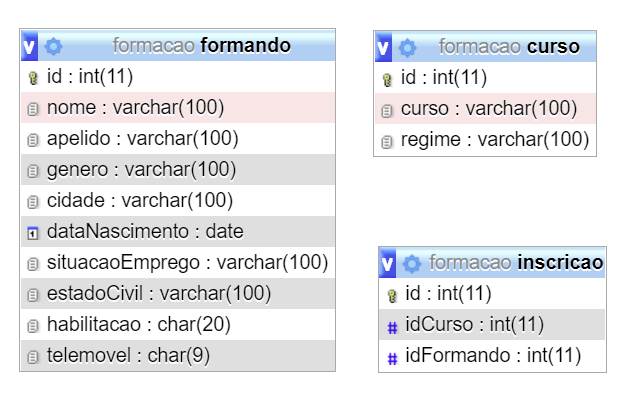 formacao formando
id : int(11)
nome : varchar(100)
apelido : varchar(100)
genero : varchar(100)
cidade : varchar(100)
dataNascimento : date
situacaoEmprego : varchar(100)
estadoCivil : varchar(100)
habilitacao : char(20)
telemovel : char(9)
formacao curso
id : int(11)
curso : varchar(100)
regime : varchar(100)
formacao inscricao
id : int(11)
idCurso : int(11)
idFormando : int(11)